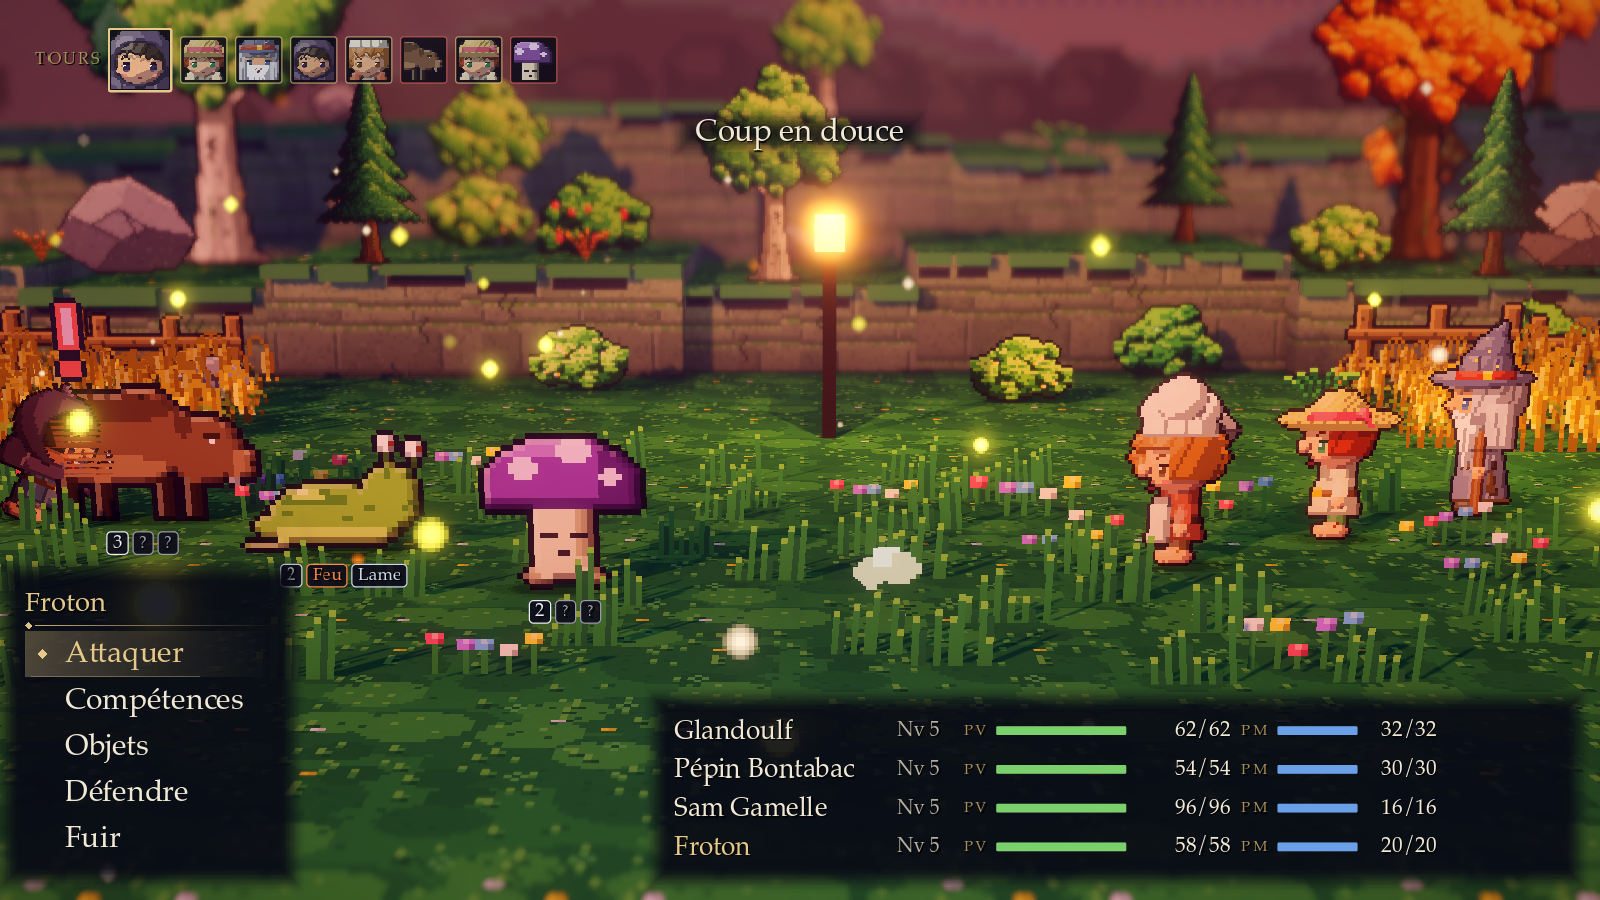 TOURS
Coup en douce
3 ? ?
2 Feu Lame
2 ? ?
Froton
Attaquer
Compétences
Objets
Défendre
Fuir
Glandoulf Nv 5 PV 62/62 PM 32/32
Pépin Bontabac Nv 5 PV 54/54 PM 30/30
Sam Gamelle Nv 5 PV 96/96 PM 16/16
Froton Nv 5 PV 58/58 PM 20/20